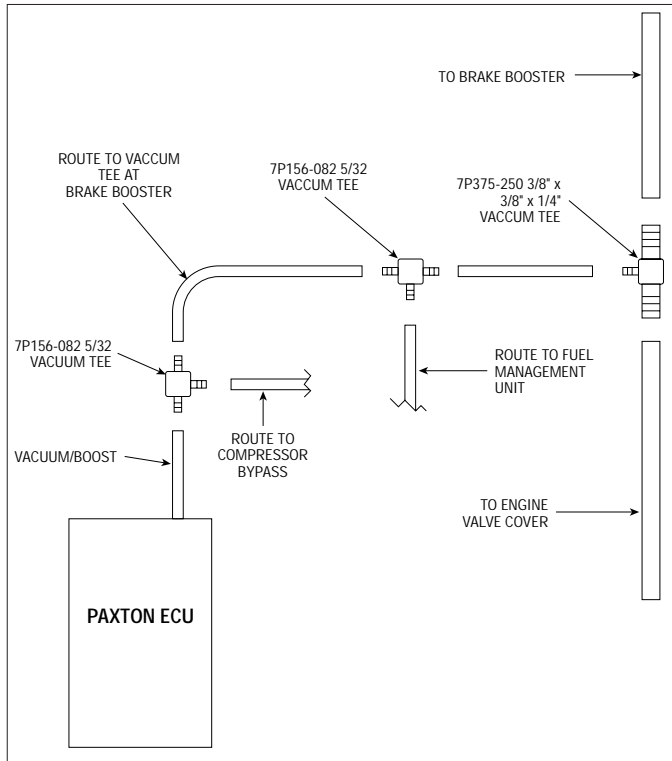 TO BRAKE BOOSTER
ROUTE TO VACCUM
TEE AT
BRAKE BOOSTER
7P156-082 5/32
VACCUM TEE
7P375-250 3/8" x
3/8" x 1/4"
VACCUM TEE
7P156-082 5/32
VACUUM TEE
ROUTE TO FUEL
MANAGEMENT
UNIT
ROUTE TO
COMPRESSOR
BYPASS
VACUUM/BOOST
TO ENGINE
VALVE COVER
PAXTON ECU